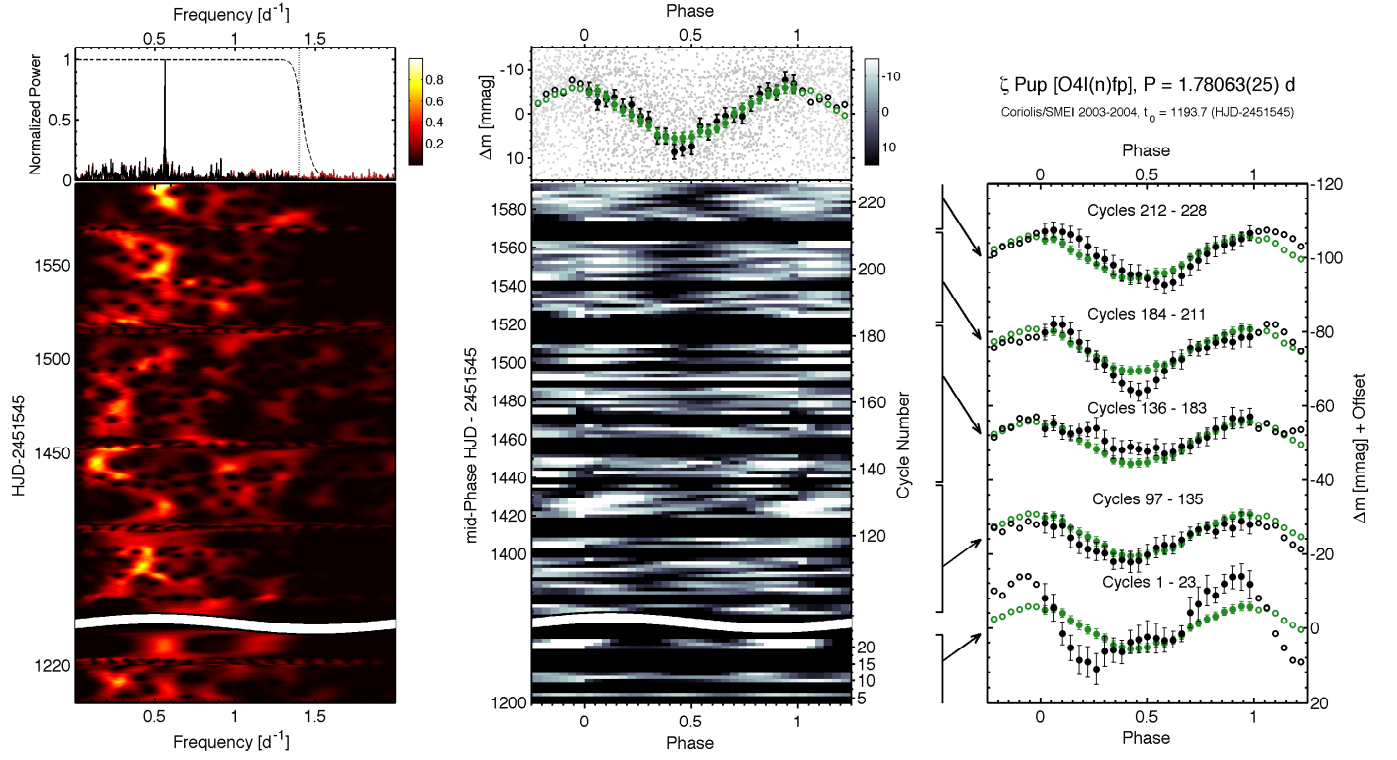 Frequency [d⁻¹]
0.5 1 1.5
1
0.5
0
Normalized Power
0.8
0.6
0.4
0.2
1550
1500
1450
1220
HJD-2451545
0.5 1 1.5
Frequency [d⁻¹]
Phase
0 0.5 1
-10
0
10
Δm [mmag]
-10
0
10
1580
1560
1540
1520
1500
1480
1460
1440
1420
1400
1200
mid-Phase HJD - 2451545
220
200
180
160
140
120
20
15
10
5
Cycle Number
0 0.5 1
Phase
ζ Pup [O4I(n)fp], P = 1.78063(25) d
Coriolis/SMEI 2003-2004, t₀ = 1193.7 (HJD-2451545)
Phase
0 0.5 1
Cycles 212 - 228
Cycles 184 - 211
Cycles 136 - 183
Cycles 97 - 135
Cycles 1 - 23
-120
-100
-80
-60
-40
-20
0
20
Δm [mmag] + Offset
0 0.5 1
Phase